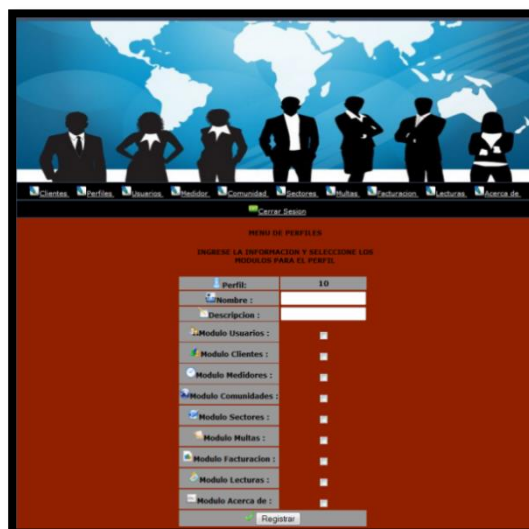 Clientes Perfiles Usuarios Medidor Comunidad Sectores Multas Facturacion Lecturas Acerca de
Cerrar Sesion
MENU DE PERFILES
INGRESE LA INFORMACION Y SELECCIONE LOS
MODULOS PARA EL PERFIL
Perfil: 10
Nombre :
Descripcion :
Modulo Usuarios :
Modulo Clientes :
Modulo Medidores :
Modulo Comunidades :
Modulo Sectores :
Modulo Multas :
Modulo Facturacion :
Modulo Lecturas :
Modulo Acerca de :
Registrar